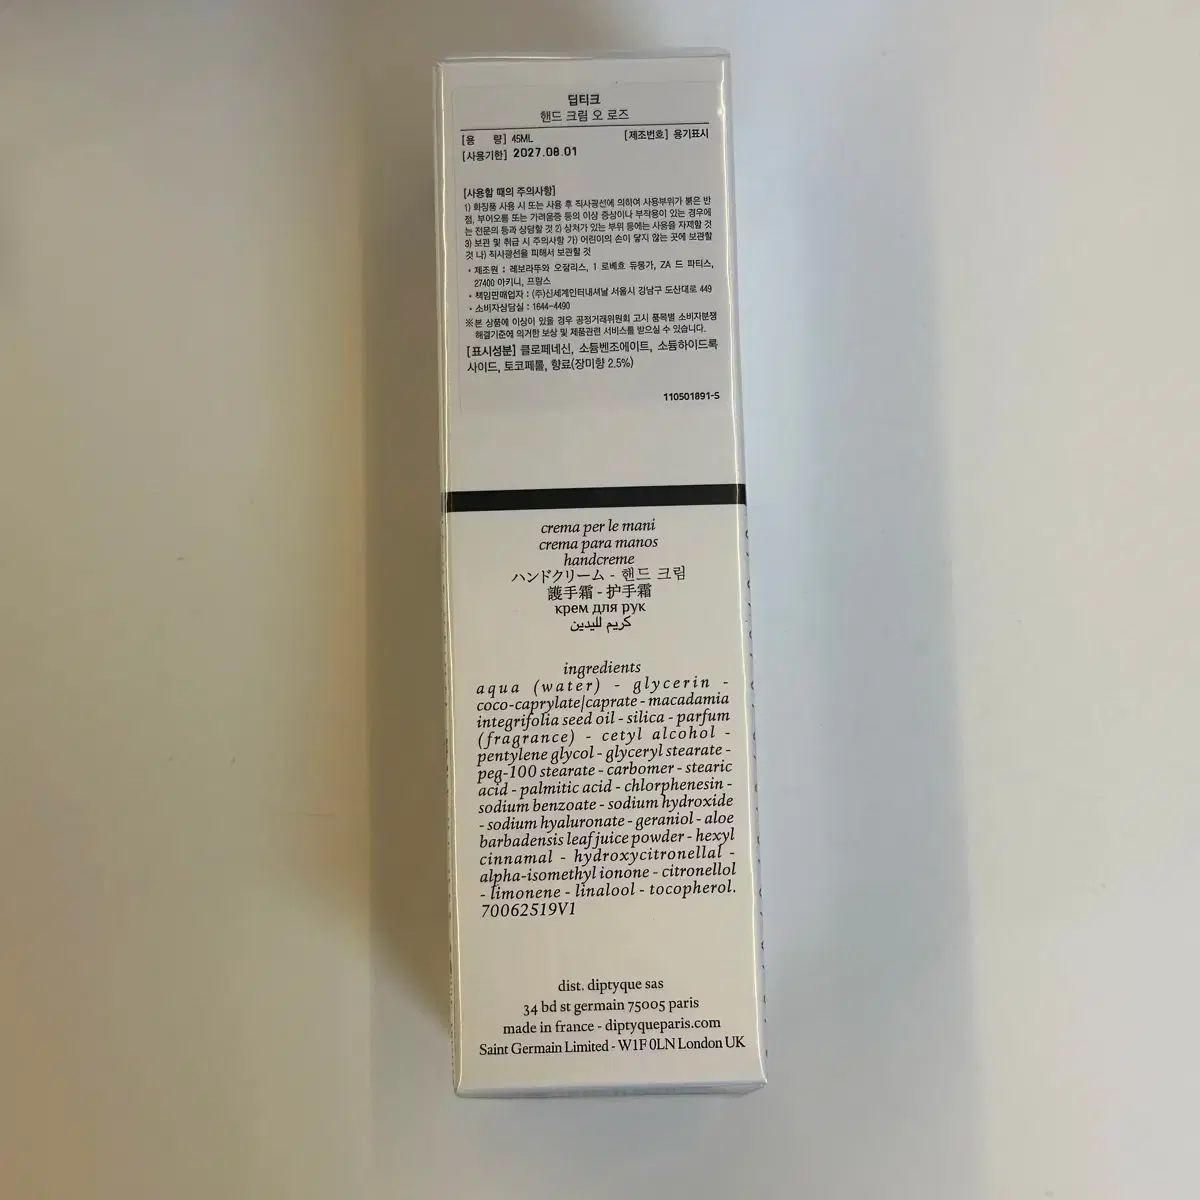 딥티크
핸드 크림 오 로즈
[용 량] 45ML [제조번호] 용기표시
[사용기한] 2027.08.01
[사용할 때의 주의사항]
1) 화장품 사용 시 또는 사용 후 직사광선에 의하여 사용부위가 붉은 반
점, 부어오름 또는 가려움증 등의 이상 증상이나 부작용이 있는 경우에
는 전문의 등과 상담할 것 2) 상처가 있는 부위 등에는 사용을 자제할 것
3) 보관 및 취급 시 주의사항 가) 어린이의 손이 닿지 않는 곳에 보관할
것 나) 직사광선을 피해서 보관할 것
• 제조원 : 레보라뚜와 오잘리스, 1 로베효 듀몽가, ZA 드 파티스,
27400 아키니, 프랑스
• 책임판매업자 : (주)신세계인터내셔날 서울시 강남구 도산대로 449
• 소비자상담실 : 1644-4490
※본 상품에 이상이 있을 경우 공정거래위원회 고시 품목별 소비자분쟁
해결기준에 의거한 보상 및 제품관련 서비스를 받으실 수 있습니다.
[표시성분] 클로페네신, 소듐벤조에이트, 소듐하이드록
사이드, 토코페롤, 향료(장미향 2.5%)
110501891-S
crema per le mani
crema para manos
handcreme
ハンドクリーム - 핸드 크림
護手霜 - 护手霜
крем для рук
كريم لليدين
ingredients
aqua (water) - glycerin -
coco-caprylate/caprate - macadamia
integrifolia seed oil - silica - parfum
(fragrance) - cetyl alcohol -
pentylene glycol - glyceryl stearate -
peg-100 stearate - carbomer - stearic
acid - palmitic acid - chlorphenesin -
sodium benzoate - sodium hydroxide
- sodium hyaluronate - geraniol - aloe
barbadensis leaf juice powder - hexyl
cinnamal - hydroxycitronellal -
alpha-isomethyl ionone - citronellol
- limonene - linalool - tocopherol.
70062519V1
dist. diptyque sas
34 bd st germain 75005 paris
made in france - diptyqueparis.com
Saint Germain Limited - W1F 0LN London UK